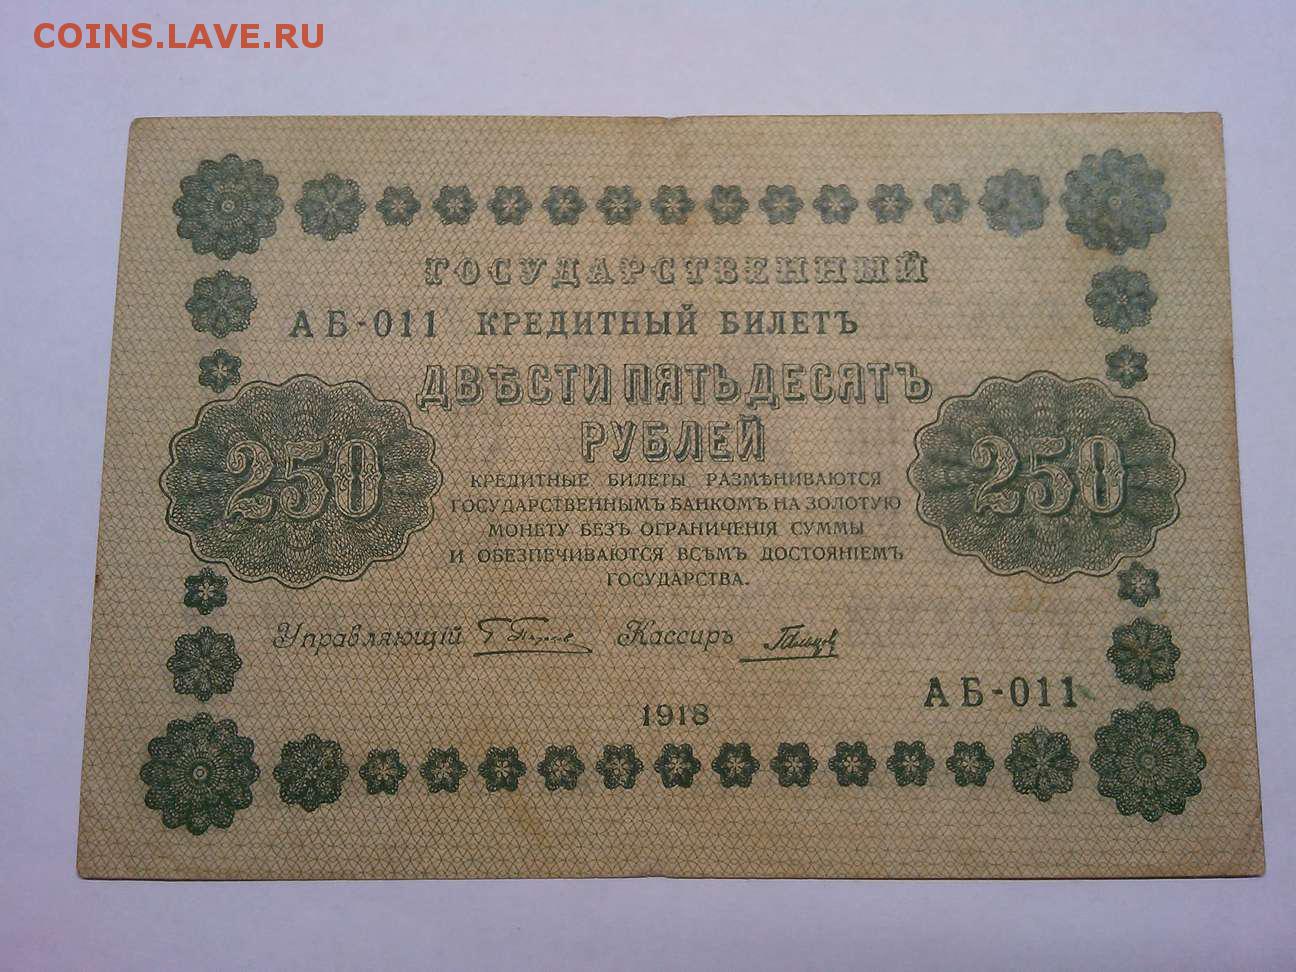 COINS.LAVE.RU
ГОСУДАРСТВЕННЫЙ
АБ-011 КРЕДИТНЫЙ БИЛЕТЪ
ДВѢСТИ ПЯТЬДЕСЯТЪ
РУБЛЕЙ
250 250
КРЕДИТНЫЕ БИЛЕТЫ РАЗМѢНИВАЮТСЯ
ГОСУДАРСТВЕННЫМЪ БАНКОМЪ НА ЗОЛОТУЮ
МОНЕТУ БЕЗЪ ОГРАНИЧЕНІЯ СУММЫ
И ОБЕЗПЕЧИВАЮТСЯ ВСѢМЪ ДОСТОЯНІЕМЪ
ГОСУДАРСТВА.
Управляющій Кассиръ
АБ-011
1918